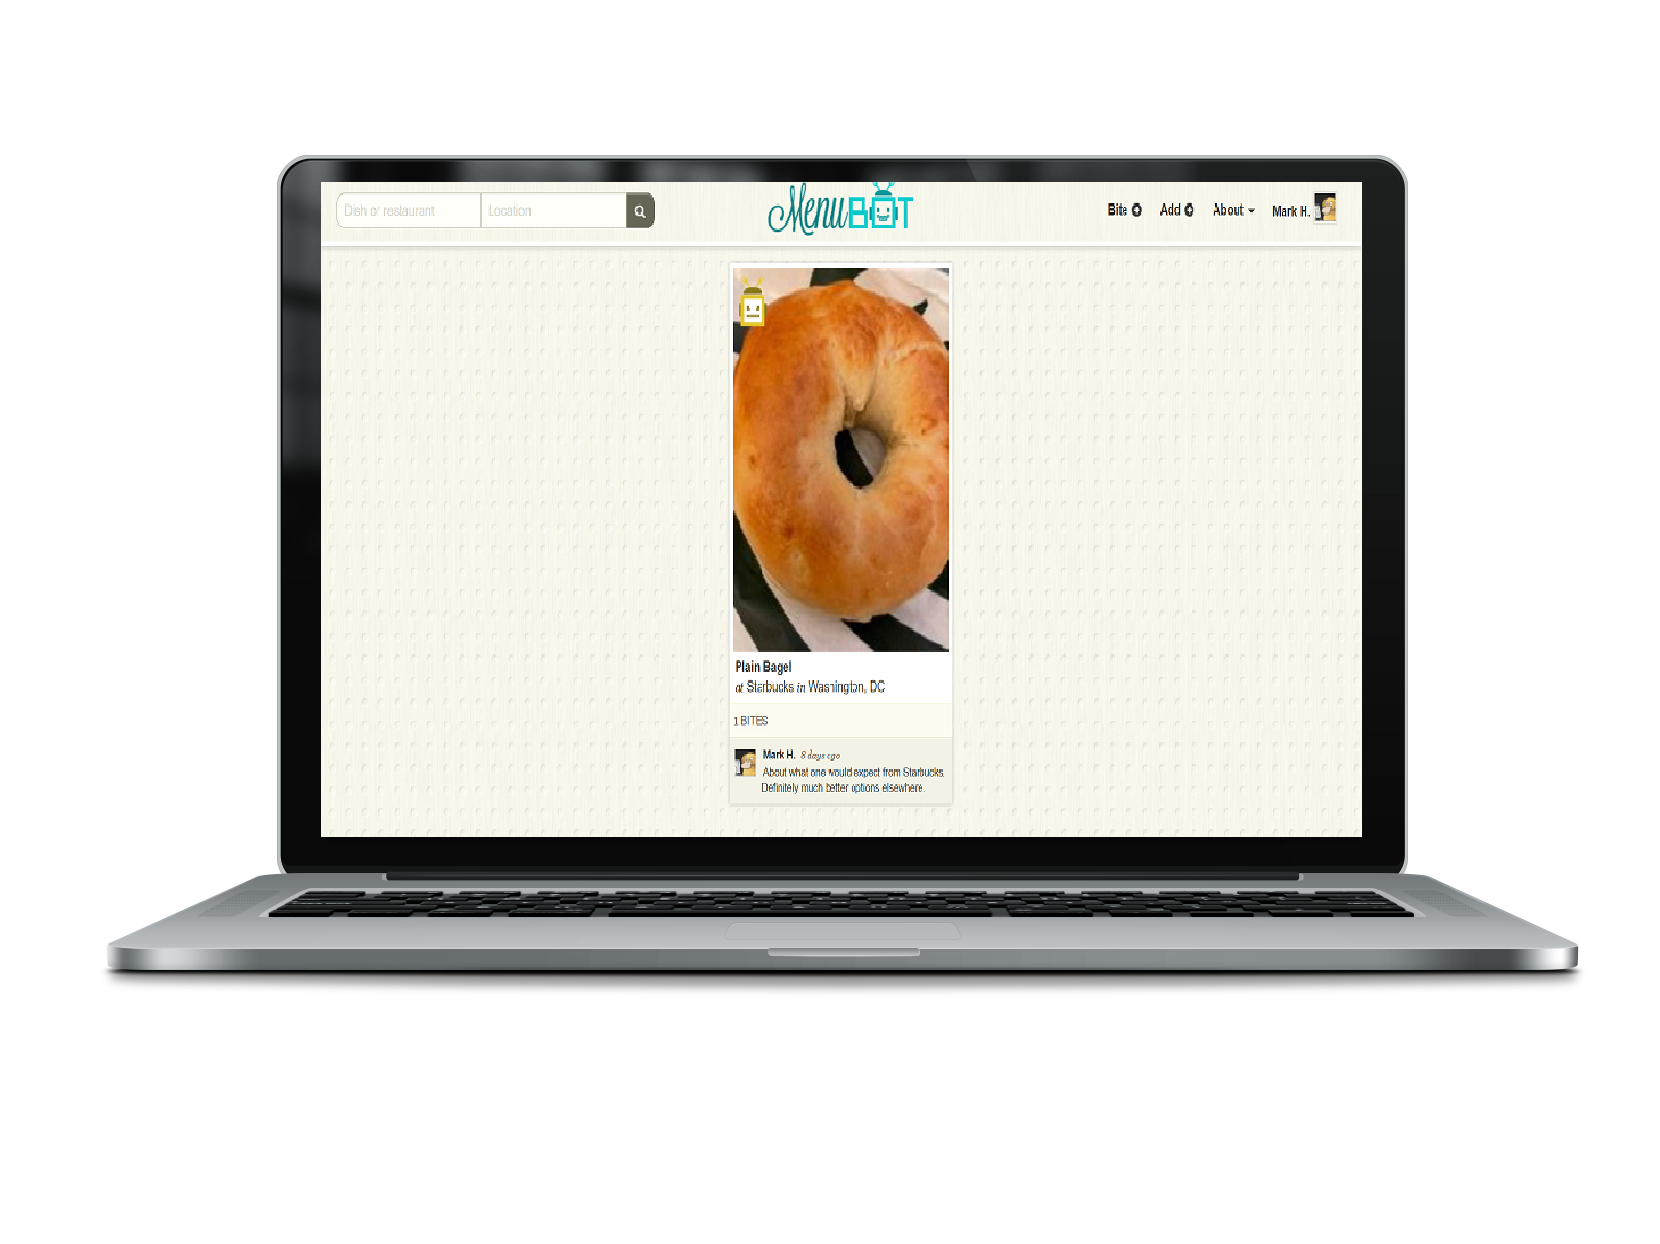 Dish or restaurant
Location
MenuBOT
Bite
Add
About
Mark H.
Plain Bagel
at Starbucks in Washington, DC
1 BITES
Mark H. 8 days ago
About what one would expect from Starbucks.
Definitely much better options elsewhere.